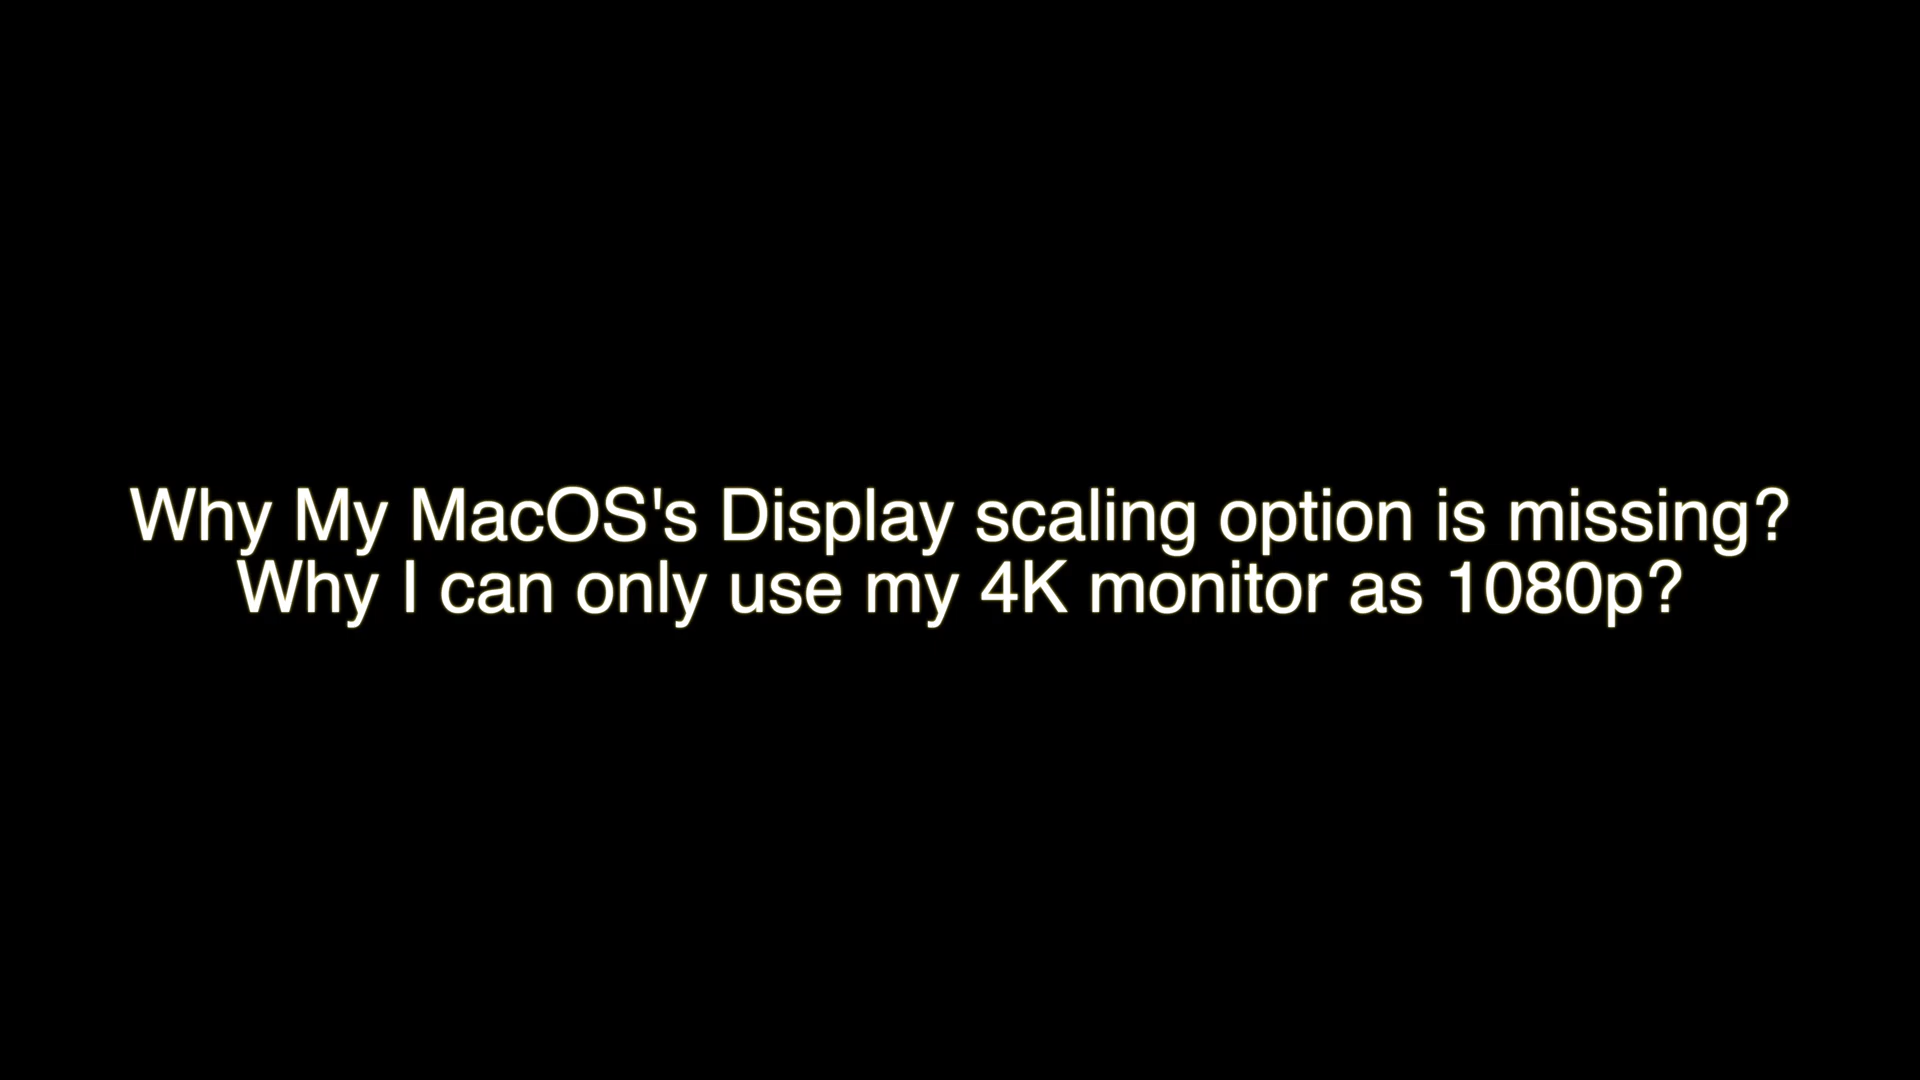 Why My MacOS's Display scaling option is missing?
Why I can only use my 4K monitor as 1080p?